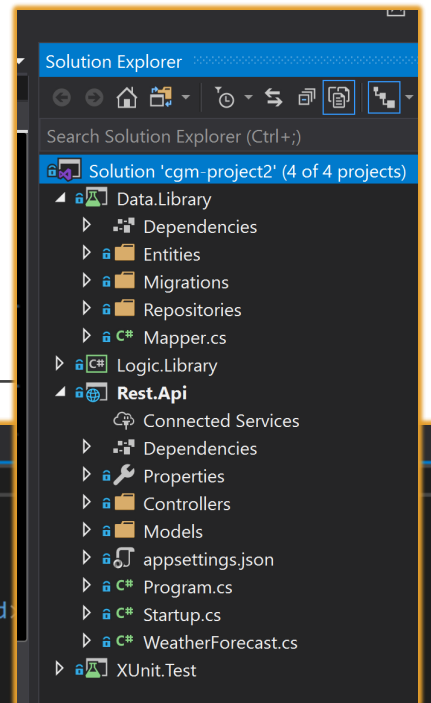 Solution Explorer
Search Solution Explorer (Ctrl+;)
Solution 'cgm-project2' (4 of 4 projects)
Data.Library
Dependencies
Entities
Migrations
Repositories
C# Mapper.cs
C# Logic.Library
Rest.Api
Connected Services
Dependencies
Properties
Controllers
Models
appsettings.json
C# Program.cs
C# Startup.cs
C# WeatherForecast.cs
XUnit.Test